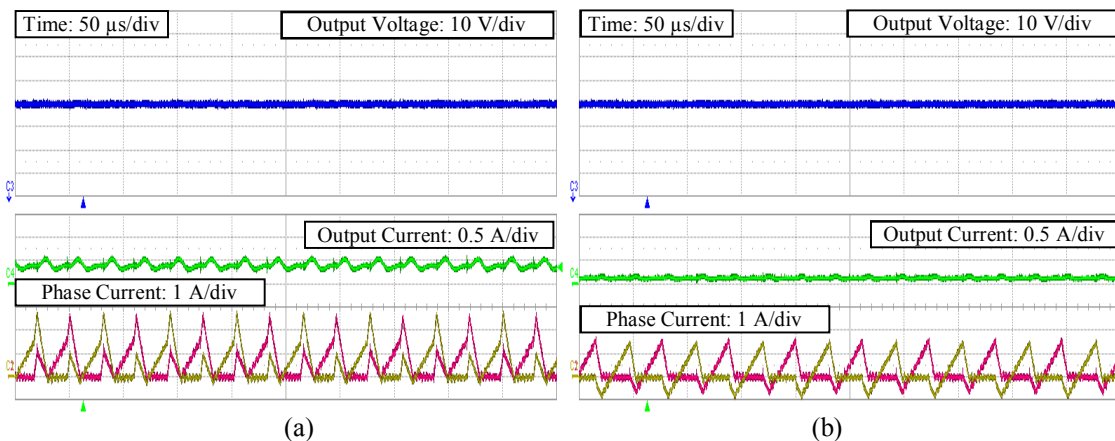 Time: 50 µs/div
Output Voltage: 10 V/div
C3
Output Current: 0.5 A/div
C4
Phase Current: 1 A/div
C2
(a)
Time: 50 µs/div
Output Voltage: 10 V/div
C3
Output Current: 0.5 A/div
C4
Phase Current: 1 A/div
C2
(b)